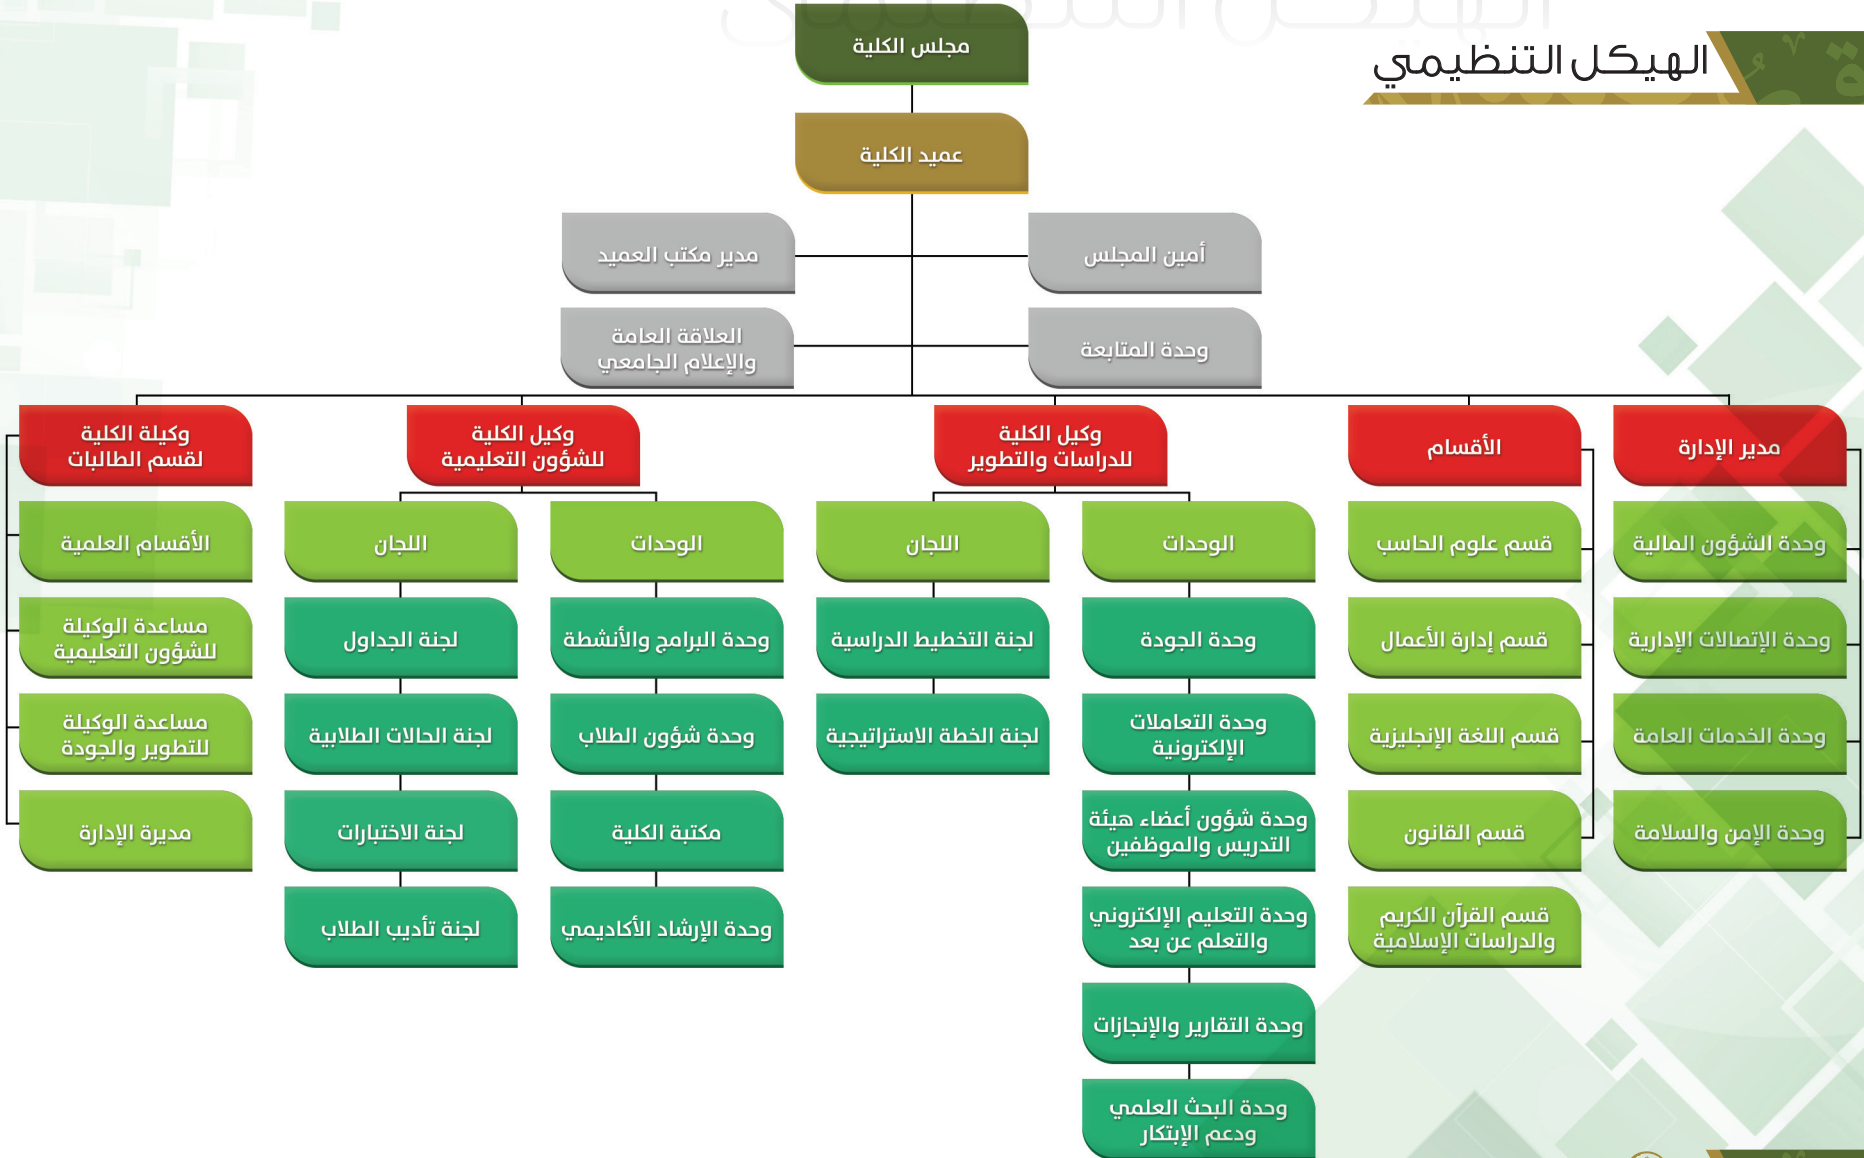 الهيكل التنظيمي
مجلس الكلية
عميد الكلية
أمين المجلس
مدير مكتب العميد
وحدة المتابعة
العلاقة العامة
والإعلام الجامعي
مدير الإدارة
وحدة الشؤون المالية
وحدة الإتصالات الإدارية
وحدة الخدمات العامة
وحدة الإمن والسلامة
الأقسام
قسم علوم الحاسب
قسم إدارة الأعمال
قسم اللغة الإنجليزية
قسم القانون
قسم القرآن الكريم
والدراسات الإسلامية
وكيل الكلية
للدراسات والتطوير
الوحدات
وحدة الجودة
وحدة التعاملات
الإلكترونية
وحدة شؤون أعضاء هيئة
التدريس والموظفين
وحدة التعليم الإلكتروني
والتعلم عن بعد
وحدة التقارير والإنجازات
وحدة البحث العلمي
ودعم الإبتكار
اللجان
لجنة التخطيط الدراسية
لجنة الخطة الاستراتيجية
وكيل الكلية
للشؤون التعليمية
الوحدات
وحدة البرامج والأنشطة
وحدة شؤون الطلاب
مكتبة الكلية
وحدة الإرشاد الأكاديمي
اللجان
لجنة الجداول
لجنة الحالات الطلابية
لجنة الاختبارات
لجنة تأديب الطلاب
وكيلة الكلية
لقسم الطالبات
الأقسام العلمية
مساعدة الوكيلة
للشؤون التعليمية
مساعدة الوكيلة
للتطوير والجودة
مديرة الإدارة